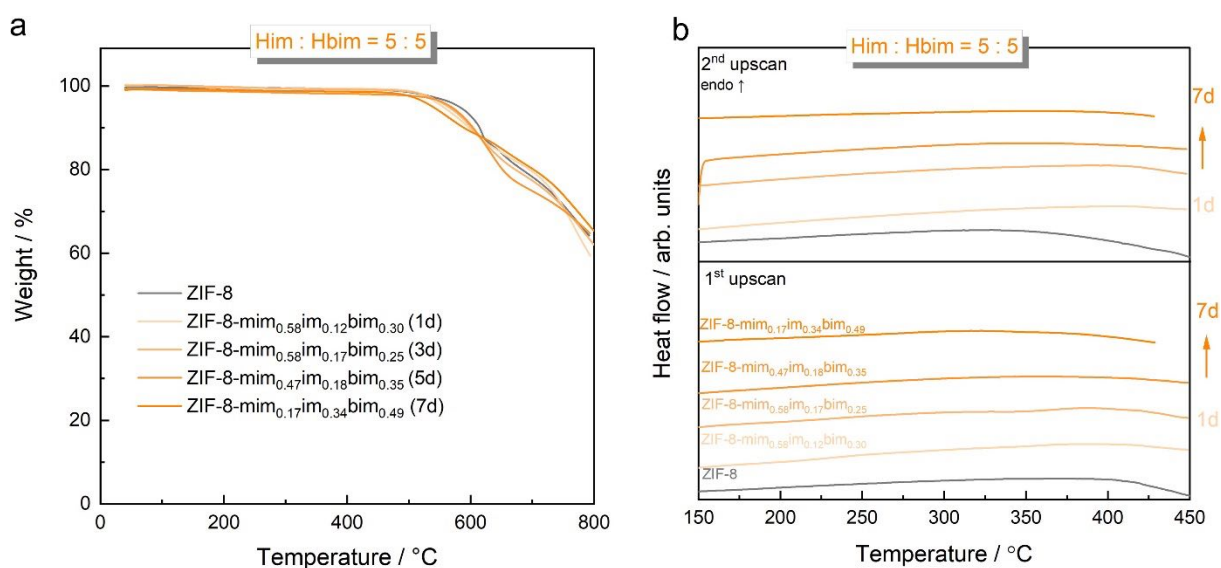 a
Him : Hbim = 5 : 5
100
80
60
40
20
0
Weight / %
ZIF-8
ZIF-8-mim0.58im0.12bim0.30 (1d)
ZIF-8-mim0.58im0.17bim0.25 (3d)
ZIF-8-mim0.47im0.18bim0.35 (5d)
ZIF-8-mim0.17im0.34bim0.49 (7d)
0 200 400 600 800
Temperature / °C
b
Him : Hbim = 5 : 5
2nd upscan
endo ↑
7d
1d
Heat flow / arb. units
1st upscan
7d
ZIF-8-mim0.17im0.34bim0.49
ZIF-8-mim0.47im0.18bim0.35
ZIF-8-mim0.58im0.17bim0.25
1d
ZIF-8-mim0.58im0.12bim0.30
ZIF-8
150 200 250 300 350 400 450
Temperature / °C